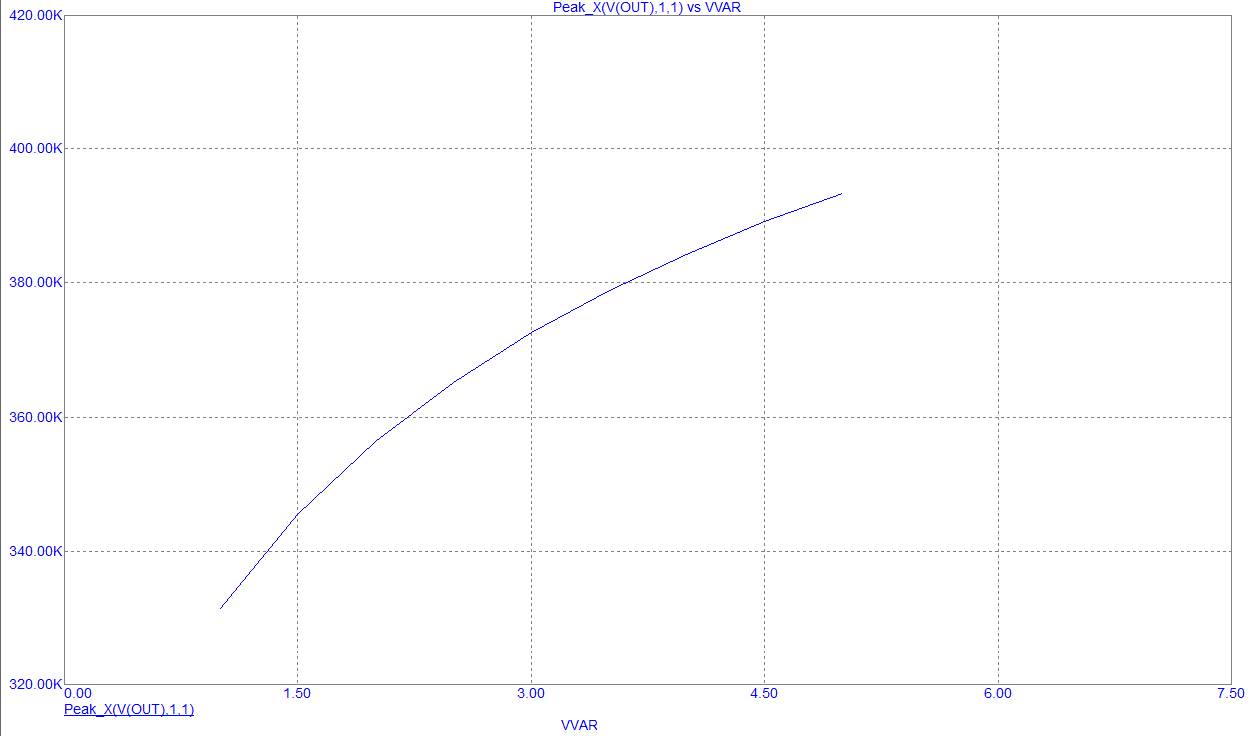 Peak_X(V(OUT),1,1) vs VVAR
420.00K
400.00K
380.00K
360.00K
340.00K
320.00K
0.00 1.50 3.00 4.50 6.00 7.50
Peak_X(V(OUT),1,1)
VVAR